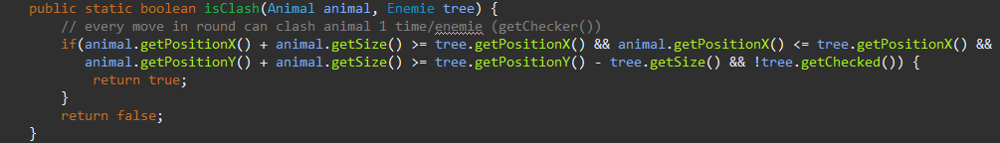 public static boolean isClash(Animal animal, Enemie tree) {
// every move in round can clash animal 1 time/enemie (getChecker())
if(animal.getPositionX() + animal.getSize() >= tree.getPositionX() && animal.getPositionX() <= tree.getPositionX() &&
animal.getPositionY() + animal.getSize() >= tree.getPositionY() - tree.getSize() && !tree.getChecked()) {
return true;
}
return false;
}